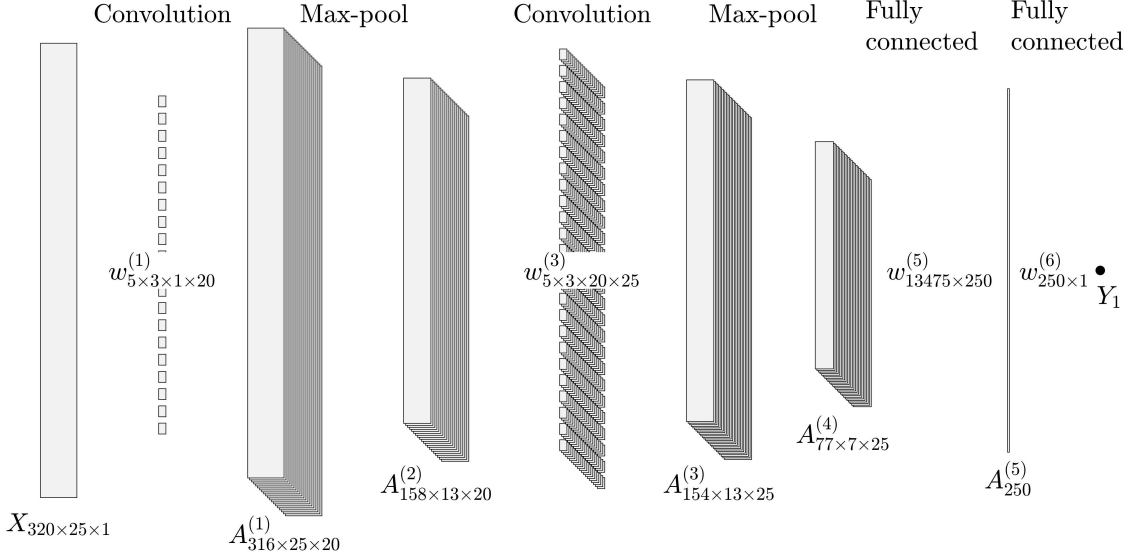 Convolution
Max-pool
Convolution
Max-pool
Fully
connected
Fully
connected
w^{(1)}_{5×3×1×20}
w^{(3)}_{5×3×20×25}
w^{(5)}_{13475×250}
w^{(6)}_{250×1}
Y_1
X_{320×25×1}
A^{(1)}_{316×25×20}
A^{(2)}_{158×13×20}
A^{(3)}_{154×13×25}
A^{(4)}_{77×7×25}
A^{(5)}_{250}